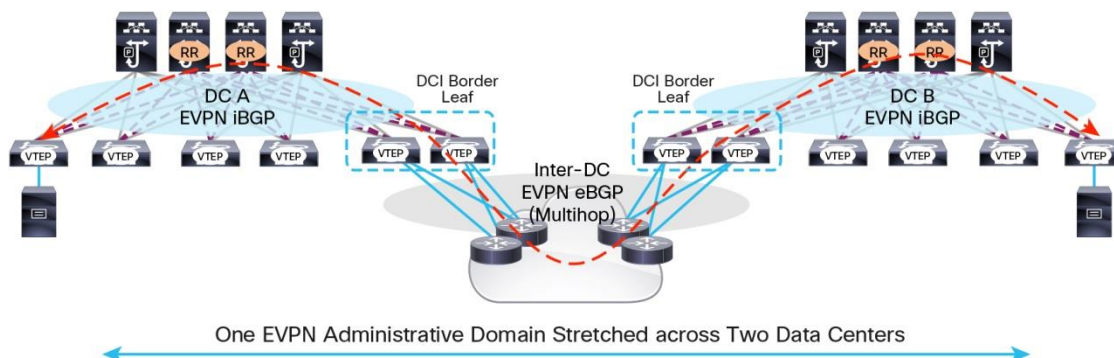 P
RR
RR
P
RR
RR
DC A
EVPN iBGP
DCI Border
Leaf
DCI Border
Leaf
DC B
EVPN iBGP
VTEP
VTEP
VTEP
VTEP
VTEP
VTEP
VTEP
VTEP
VTEP
VTEP
VTEP
VTEP
Inter-DC
EVPN eBGP
(Multihop)
One EVPN Administrative Domain Stretched across Two Data Centers